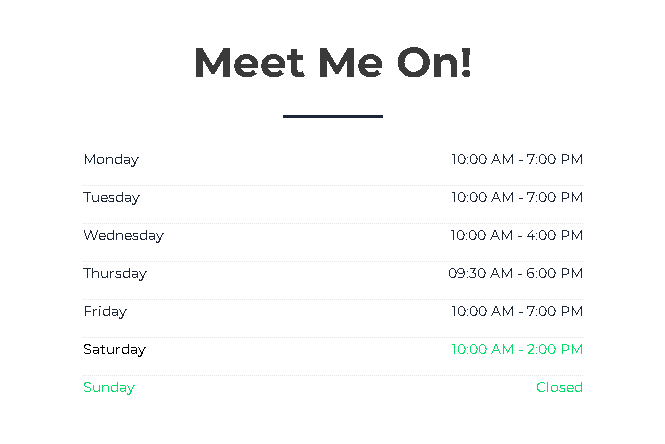 Meet Me On!
Monday 10:00 AM - 7:00 PM
Tuesday 10:00 AM - 7:00 PM
Wednesday 10:00 AM - 4:00 PM
Thursday 09:30 AM - 6:00 PM
Friday 10:00 AM - 7:00 PM
Saturday 10:00 AM - 2:00 PM
Sunday Closed